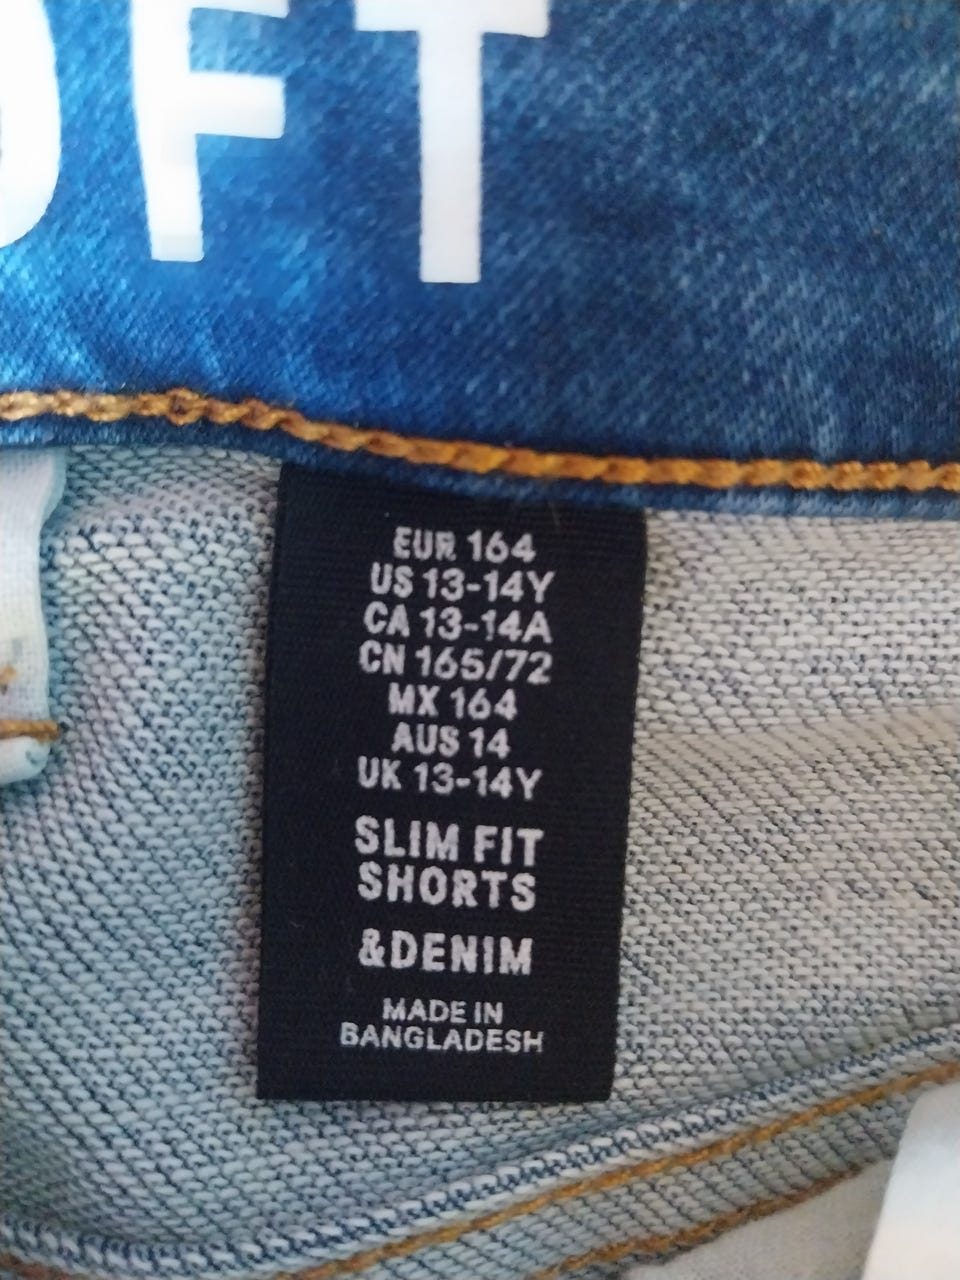 EUR 164
US 13-14Y
CA 13-14A
CN 165/72
MX 164
AUS 14
UK 13-14Y
SLIM FIT
SHORTS
&DENIM
MADE IN
BANGLADESH